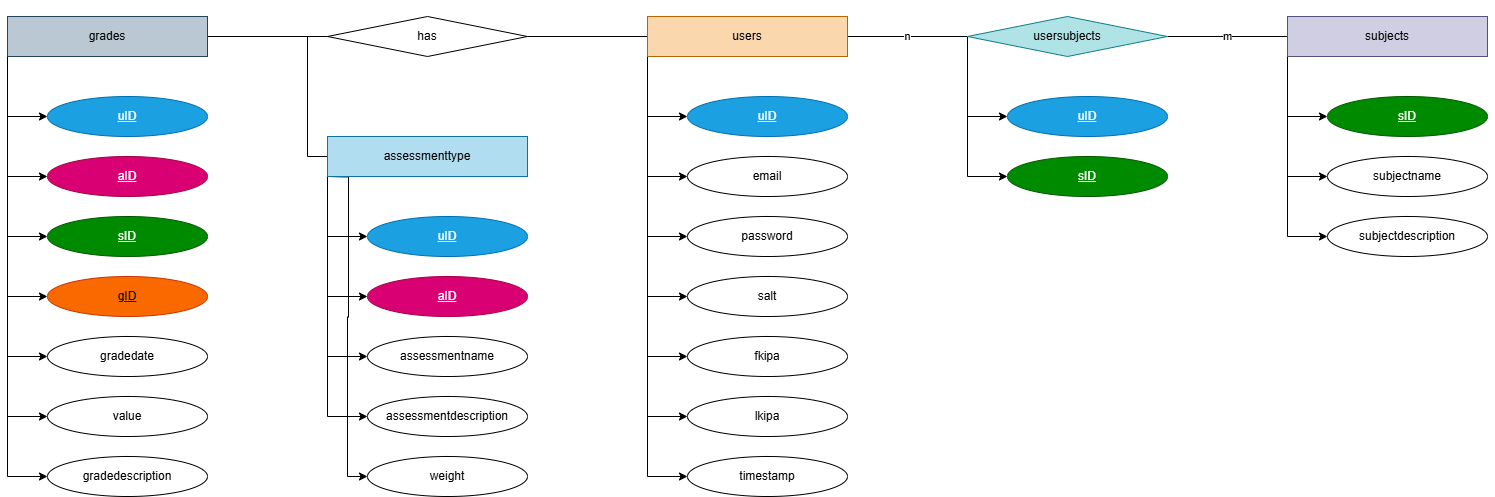 grades
has
users
n
usersubjects
m
subjects
uID
aID
sID
gID
gradedate
value
gradedescription
assessmenttype
uID
aID
assessmentname
assessmentdescription
weight
uID
email
password
salt
fkipa
lkipa
timestamp
uID
sID
sID
subjectname
subjectdescription